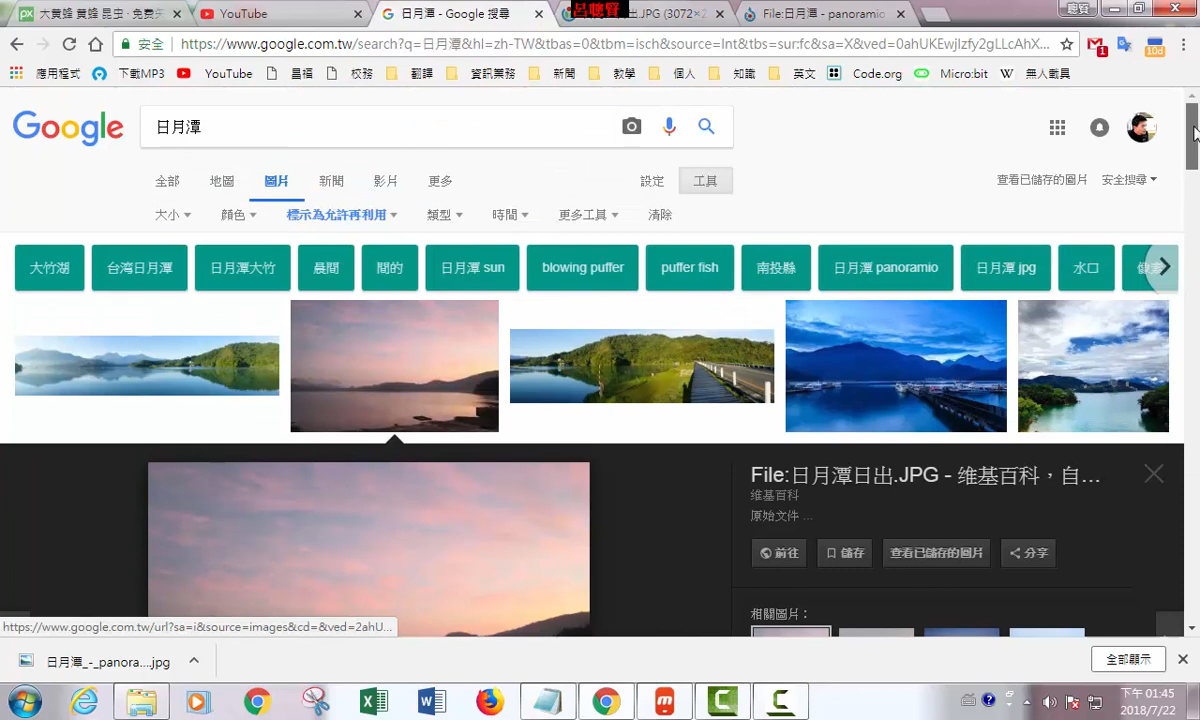 大黃蜂 黃蜂 昆虫 · 免費
YouTube
日月潭 - Google 搜尋
呂聰賢
出.JPG (3072×2
File:日月潭 - panoramio
聰賢
安全
https://www.google.com.tw/search?q=日月潭&hl=zh-TW&tbas=0&tbm=isch&source=Int&tbs=sur:fc&sa=X&ved=0ahUKEwjIzfy2gLLcAhX...
1
10d
應用程式
下載MP3
YouTube
昌福
校務
翻譯
資訊業務
新聞
教學
個人
知識
英文
Code.org
Micro:bit
無人載具
Google
日月潭
全部
地圖
圖片
新聞
影片
更多
設定
工具
查看已儲存的圖片
安全搜尋
大小
顏色
標示為允許再利用
類型
時間
更多工具
清除
大竹湖
台湾日月潭
日月潭大竹
晨間
間的
日月潭 sun
blowing puffer
puffer fish
南投縣
日月潭 panoramio
日月潭 jpg
水口
File:日月潭日出.JPG - 维基百科，自...
维基百科
原始文件 ...
前往
儲存
查看已儲存的圖片
分享
相關圖片：
https://www.google.com.tw/url?sa=i&source=images&cd=&ved=2ahU...
日月潭_-_panora....jpg
全部顯示
下午 01:45
2018/7/22